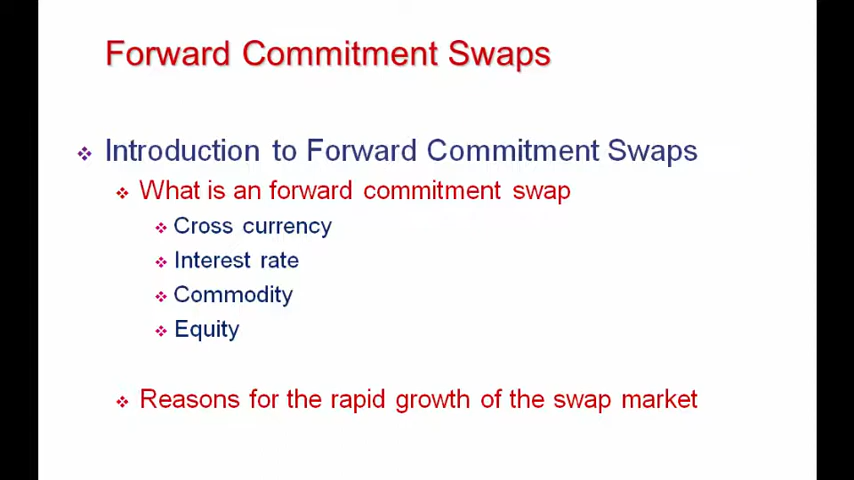 Forward Commitment Swaps
Introduction to Forward Commitment Swaps
What is an forward commitment swap
Cross currency
Interest rate
Commodity
Equity
Reasons for the rapid growth of the swap market